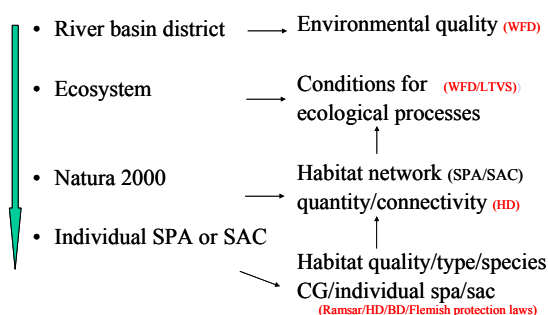 • River basin district
Environmental quality (WFD)
• Ecosystem
Conditions for (WFD/LTVS))
ecological processes
• Natura 2000
Habitat network (SPA/SAC)
quantity/connectivity (HD)
• Individual SPA or SAC
Habitat quality/type/species
CG/individual spa/sac
(Ramsar/HD/BD/Flemish protection laws)